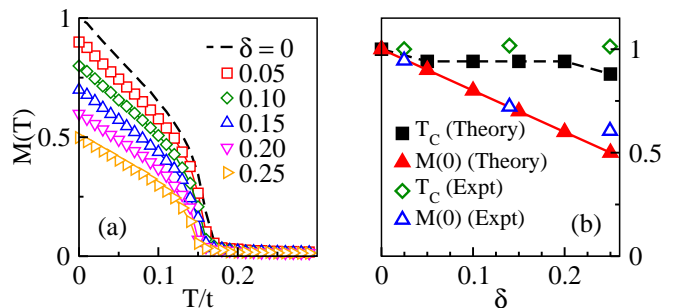 1
0.5
0
M(T)
0
0.1
0.2
T/t
(a)
δ = 0
0.05
0.10
0.15
0.20
0.25
T_C (Theory)
M(0) (Theory)
T_C (Expt)
M(0) (Expt)
(b)
0
0.1
0.2
δ
1
0.5
0